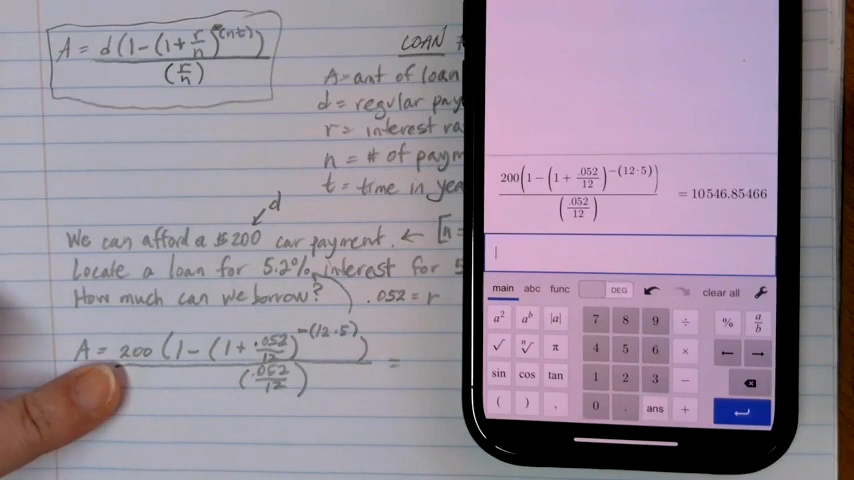 A = d(1-(1+r/n)^-(nt)) / (r/n)
LOAN
A = amt of loan
d = regular pay
r = interest ra
n = # of paym
t = time in yea
d
We can afford a $200 car payment. ← [n=
Locate a loan for 5.2% interest for 5
How much can we borrow? .052 = r
A = 200(1-(1+.052/12)^-(12·5)) / (.052/12) =
200(1-(1+.052/12)^-(12·5)) / (.052/12) = 10546.85466
main abc func DEG clear all
a² aᵇ |a| 7 8 9 ÷ % a/b
√ ⁿ√ π 4 5 6 × ← →
sin cos tan 1 2 3 −
( ) , 0 . ans +